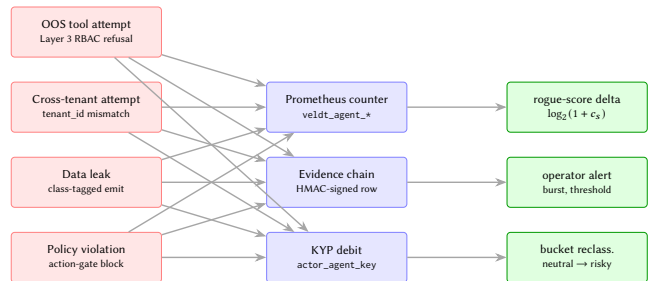 OOS tool attempt
Layer 3 RBAC refusal
Cross-tenant attempt
tenant_id mismatch
Prometheus counter
veldt_agent_*
rogue-score delta
log₂(1 + cₛ)
Data leak
class-tagged emit
Evidence chain
HMAC-signed row
operator alert
burst, threshold
Policy violation
action-gate block
KYP debit
actor_agent_key
bucket reclass.
neutral → risky